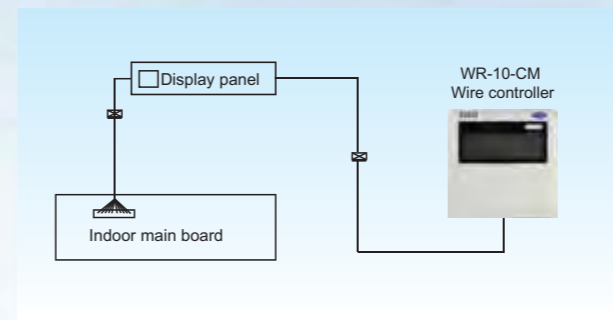 Display panel
WR-10-CM
Wire controller
Indoor main board